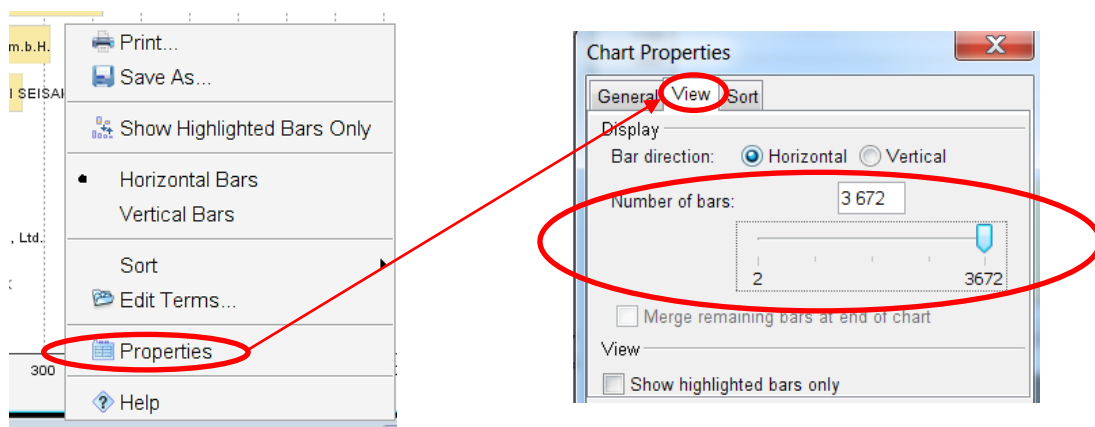 m.b.H.
I SEISAI
, Ltd.
300
Print...
Save As...
Show Highlighted Bars Only
Horizontal Bars
Vertical Bars
Sort
Edit Terms...
Properties
Help
Chart Properties
General View Sort
Display
Bar direction: Horizontal Vertical
Number of bars: 3 672
2 3672
Merge remaining bars at end of chart
View
Show highlighted bars only